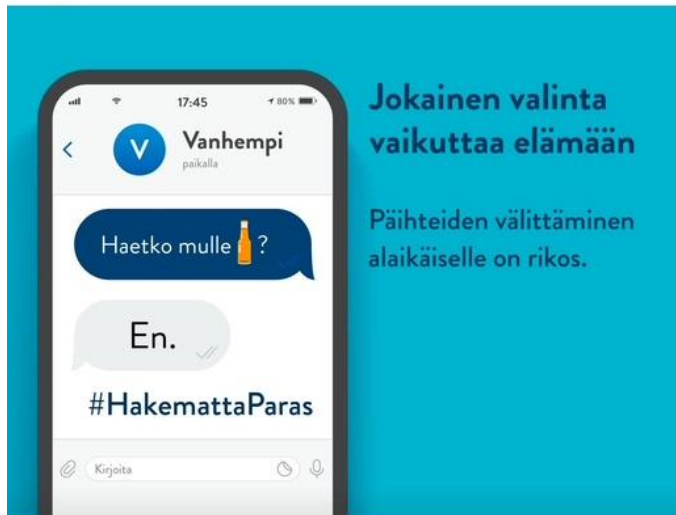 17:45
80%
V
Vanhempi
paikalla
Haetko mulle ?
En.
#HakemattaParas
Kirjoita
Jokainen valinta
vaikuttaa elämään
Päihteiden välittäminen
alaikäiselle on rikos.